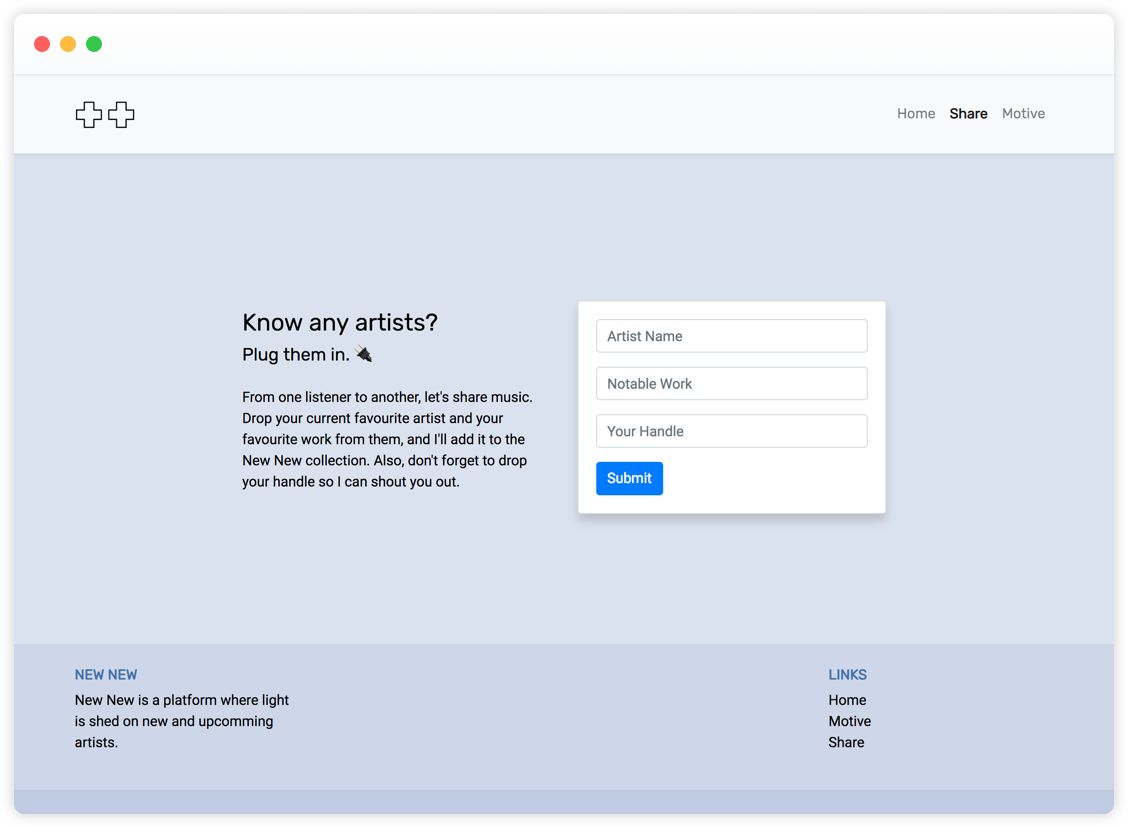 Home Share Motive
Know any artists?
Plug them in. 🔌
From one listener to another, let's share music.
Drop your current favourite artist and your
favourite work from them, and I'll add it to the
New New collection. Also, don't forget to drop
your handle so I can shout you out.
Artist Name
Notable Work
Your Handle
Submit
NEW NEW
New New is a platform where light
is shed on new and upcomming
artists.
LINKS
Home
Motive
Share